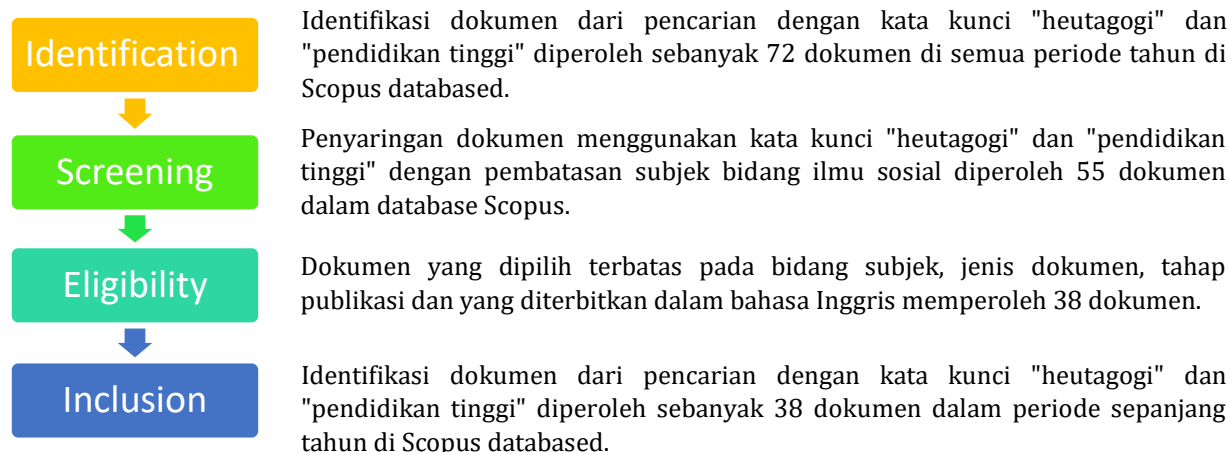 Identification
Identifikasi dokumen dari pencarian dengan kata kunci "heutagogi" dan
"pendidikan tinggi" diperoleh sebanyak 72 dokumen di semua periode tahun di
Scopus databased.
Screening
Penyaringan dokumen menggunakan kata kunci "heutagogi" dan "pendidikan
tinggi" dengan pembatasan subjek bidang ilmu sosial diperoleh 55 dokumen
dalam database Scopus.
Eligibility
Dokumen yang dipilih terbatas pada bidang subjek, jenis dokumen, tahap
publikasi dan yang diterbitkan dalam bahasa Inggris memperoleh 38 dokumen.
Inclusion
Identifikasi dokumen dari pencarian dengan kata kunci "heutagogi" dan
"pendidikan tinggi" diperoleh sebanyak 38 dokumen dalam periode sepanjang
tahun di Scopus databased.